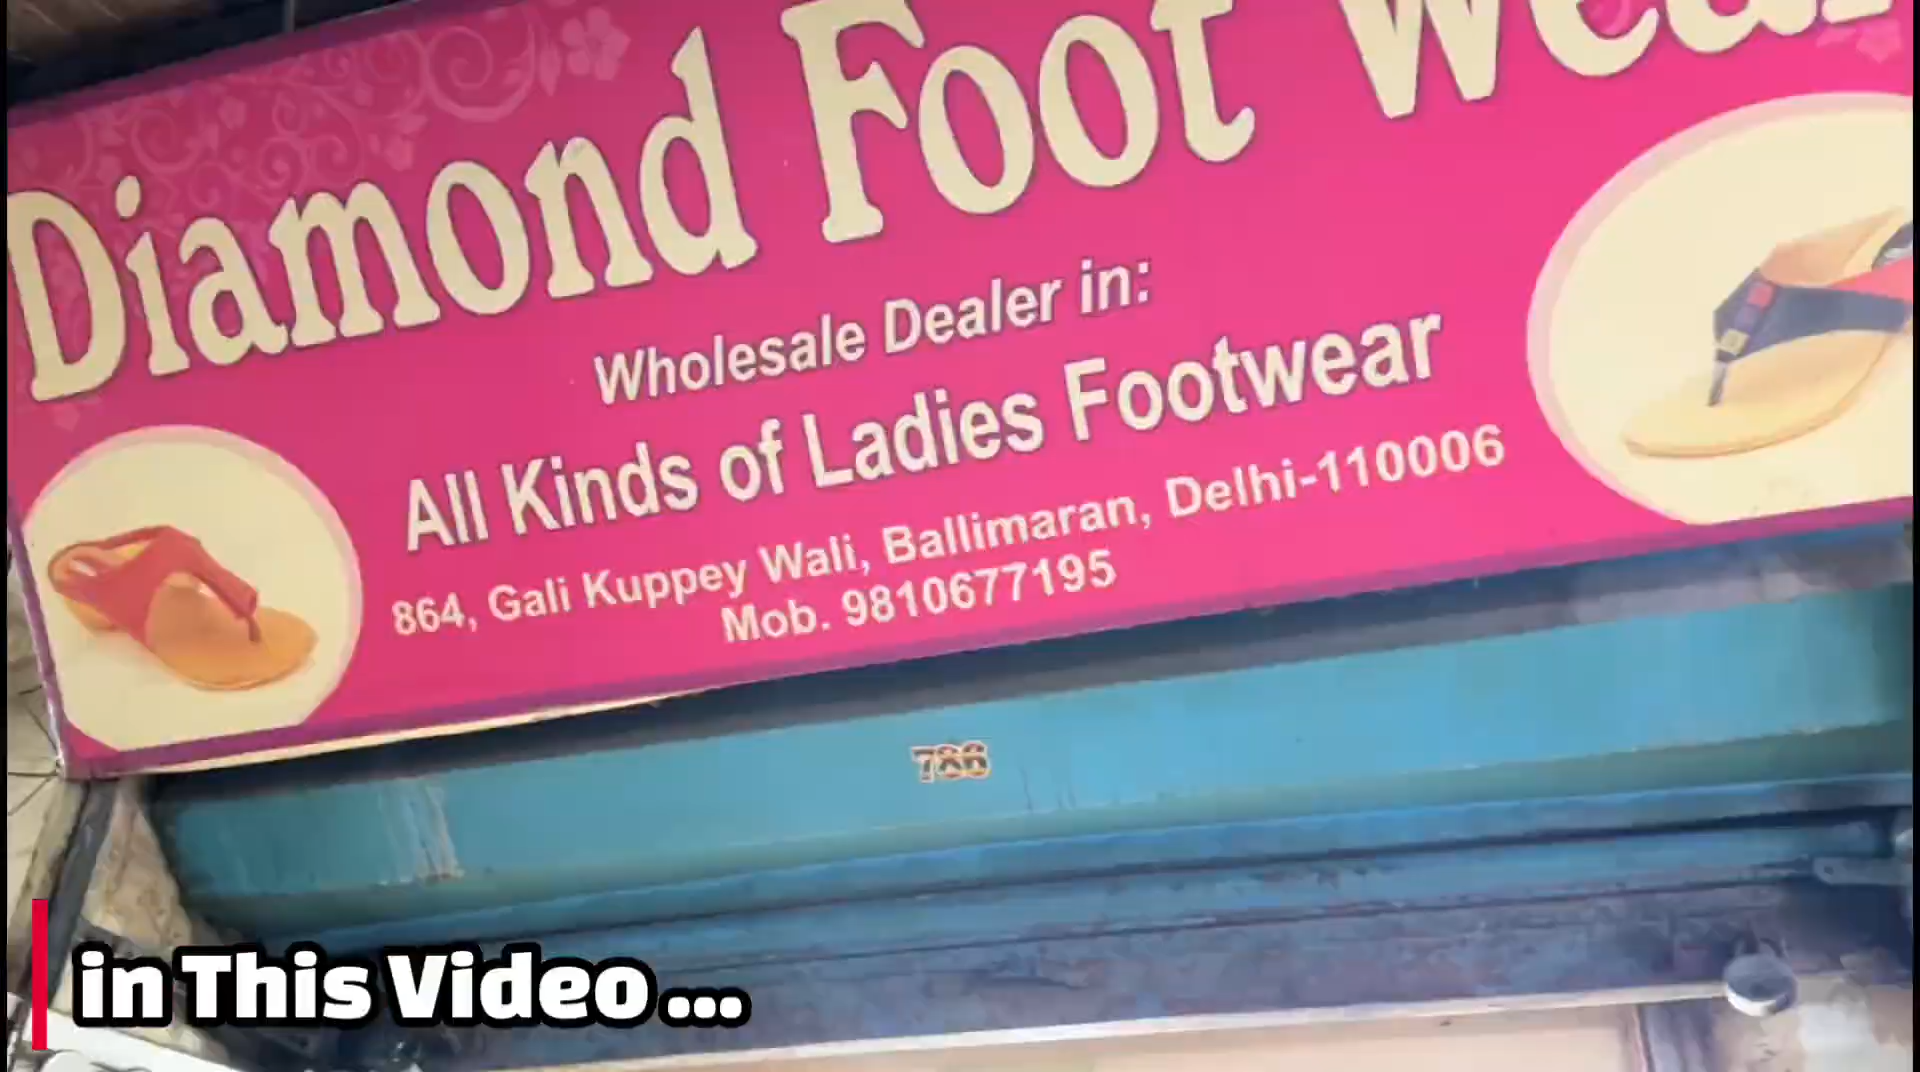 Diamond Foot Wear
Wholesale Dealer in:
All Kinds of Ladies Footwear
864, Gali Kuppey Wali, Ballimaran, Delhi-110006
Mob. 9810677195
786
in This Video ...